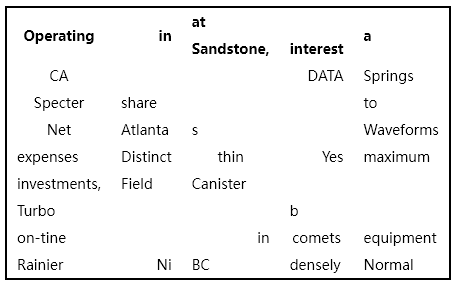 Operating in at Sandstone, interest a
CA DATA Springs
Specter share to
Net Atlanta s Waveforms
expenses Distinct thin Yes maximum
investments, Field Canister
Turbo b
on-tine in comets equipment
Rainier Ni BC densely Normal